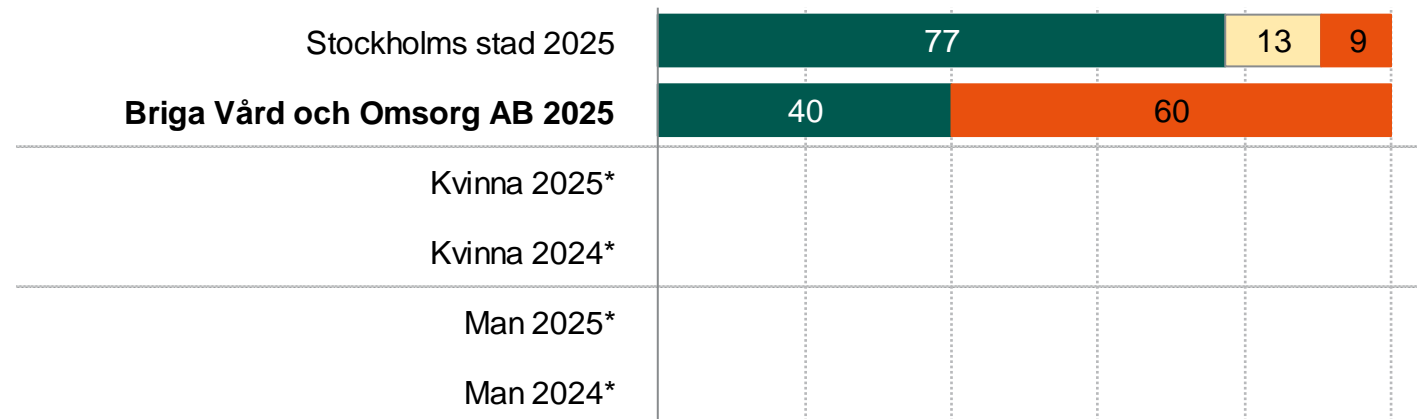 Stockholms stad 2025 77 13 9
Briga Vård och Omsorg AB 2025 40 60
Kvinna 2025*
Kvinna 2024*
Man 2025*
Man 2024*